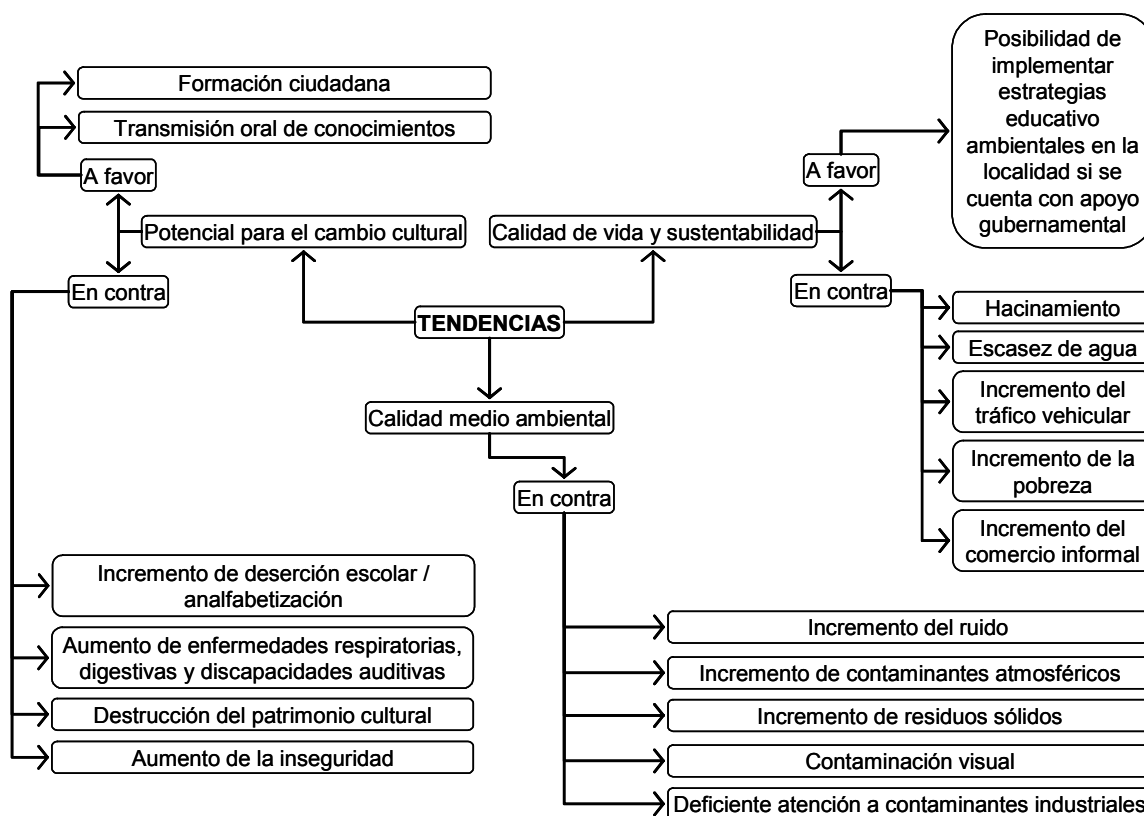 Formación ciudadana
Transmisión oral de conocimientos
A favor
Potencial para el cambio cultural
En contra
Incremento de deserción escolar /
analfabetización
Aumento de enfermedades respiratorias,
digestivas y discapacidades auditivas
Destrucción del patrimonio cultural
Aumento de la inseguridad
TENDENCIAS
Calidad medio ambiental
En contra
Incremento del ruido
Incremento de contaminantes atmosféricos
Incremento de residuos sólidos
Contaminación visual
Deficiente atención a contaminantes industriales
Calidad de vida y sustentabilidad
A favor
Posibilidad de
implementar
estrategias
educativo
ambientales en la
localidad si se
cuenta con apoyo
gubernamental
En contra
Hacinamiento
Escasez de agua
Incremento del
tráfico vehicular
Incremento de la
pobreza
Incremento del
comercio informal